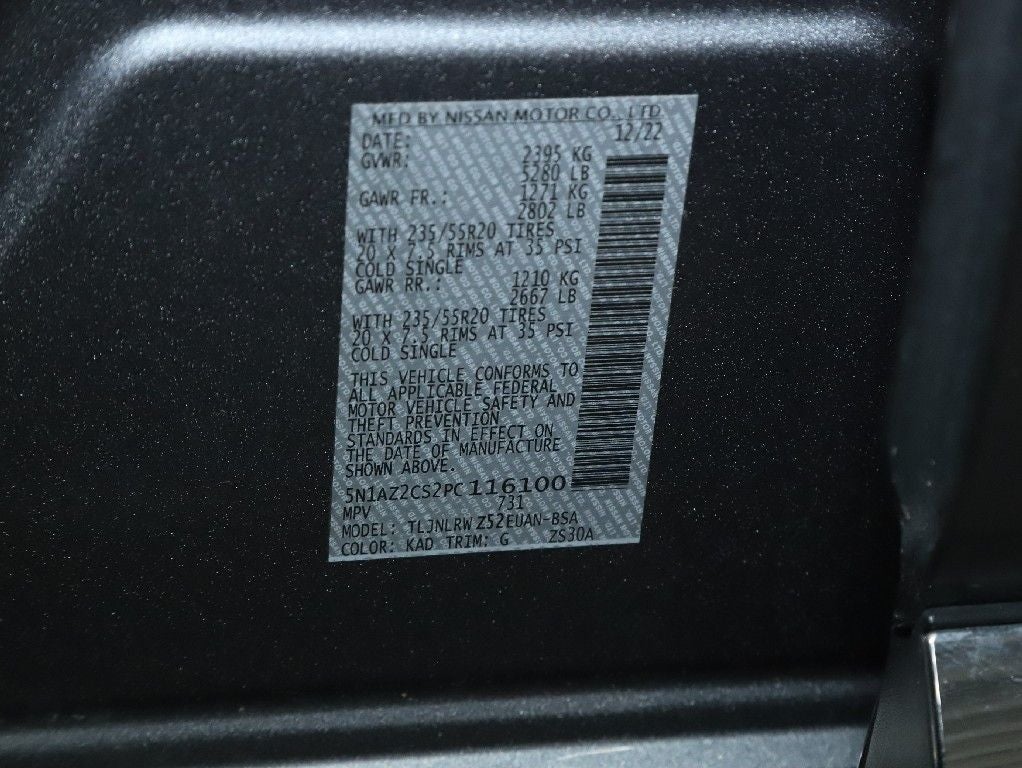 MFD BY NISSAN MOTOR CO., LTD
DATE: 12/22
GVWR: 2395 KG
5280 LB
GAWR FR.: 1271 KG
2802 LB
WITH 235/55R20 TIRES
20 X 7.5 RIMS AT 35 PSI
COLD SINGLE
GAWR RR.: 1210 KG
2667 LB
WITH 235/55R20 TIRES
20 X 7.5 RIMS AT 35 PSI
COLD SINGLE
THIS VEHICLE CONFORMS TO
ALL APPLICABLE FEDERAL
MOTOR VEHICLE SAFETY AND
THEFT PREVENTION
STANDARDS IN EFFECT ON
THE DATE OF MANUFACTURE
SHOWN ABOVE.
5N1AZ2CS2PC116100
MPV 731
MODEL: TLJNLRWZ52EUAN-BSA
COLOR: KAD TRIM: G ZS30A